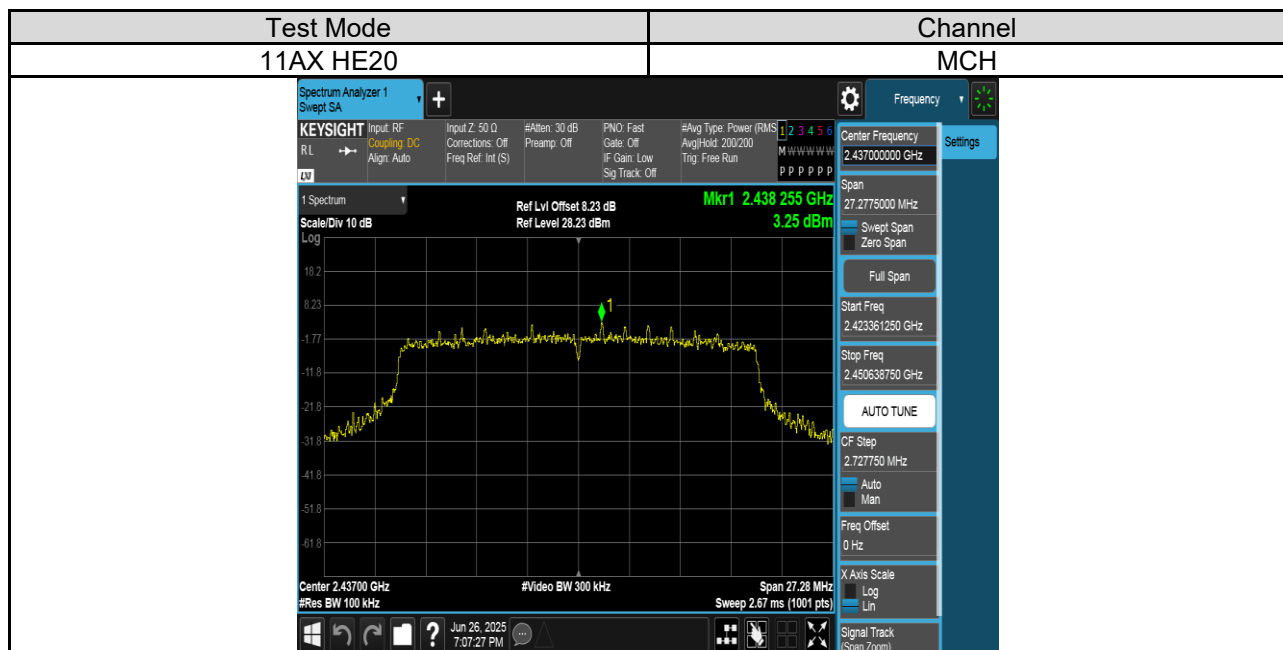 Test Mode Channel
11AX HE20 MCH
Spectrum Analyzer 1
Swept SA
+
Frequency
KEYSIGHT Input: RF Input Z: 50 Ω #Atten: 30 dB PNO: Fast #Avg Type: Power (RMS 1 2 3 4 5 6
RL Coupling: DC Corrections: Off Preamp: Off Gate: Off Avg|Hold: 200/200 M W W W W W
Align: Auto Freq Ref: Int (S) IF Gain: Low Trig: Free Run
LXI Sig Track: Off P P P P P P
1 Spectrum Ref Lvl Offset 8.23 dB Mkr1 2.438 255 GHz
Scale/Div 10 dB Ref Level 28.23 dBm 3.25 dBm
Log
18.2
8.23
1
-1.77
-11.8
-21.8
-31.8
-41.8
-51.8
-61.8
Center 2.43700 GHz #Video BW 300 kHz Span 27.28 MHz
#Res BW 100 kHz Sweep 2.67 ms (1001 pts)
? Jun 26, 2025
7:07:27 PM
Center Frequency Settings
2.437000000 GHz
Span
27.2775000 MHz
Swept Span
Zero Span
Full Span
Start Freq
2.423361250 GHz
Stop Freq
2.450638750 GHz
AUTO TUNE
CF Step
2.727750 MHz
Auto
Man
Freq Offset
0 Hz
X Axis Scale
Log
Lin
Signal Track
(Span Zoom)